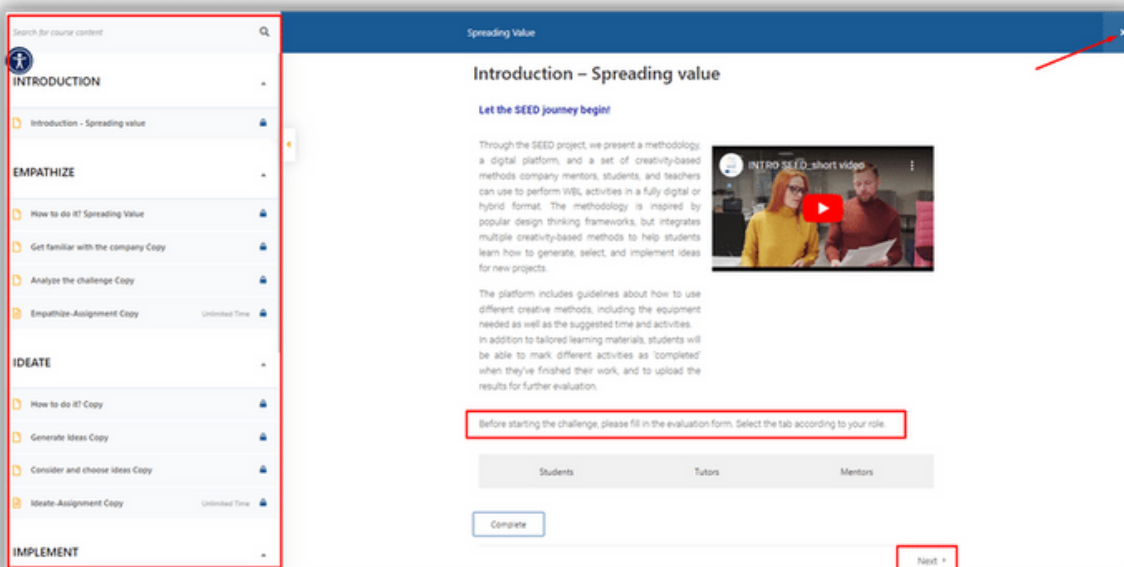 Search for course content
INTRODUCTION
Introduction - Spreading value
EMPATHIZE
How to do it? Spreading Value
Get familiar with the company Copy
Analyze the challenge Copy
Empathize-Assignment Copy Unlimited Time
IDEATE
How to do it? Copy
Generate Ideas Copy
Consider and choose ideas Copy
Ideate-Assignment Copy Unlimited Time
IMPLEMENT
Spreading Value
Introduction – Spreading value
Let the SEED journey begin!
Through the SEED project, we present a methodology,
a digital platform, and a set of creativity-based
methods company mentors, students, and teachers
can use to perform WBL activities in a fully digital or
hybrid format. The methodology is inspired by
popular design thinking frameworks, but integrates
multiple creativity-based methods to help students
learn how to generate, select, and implement ideas
for new projects.
INTRO SEED_short video
The platform includes guidelines about how to use
different creative methods, including the equipment
needed as well as the suggested time and activities.
In addition to tailored learning materials, students will
be able to mark different activities as 'completed'
when they've finished their work, and to upload the
results for further evaluation.
Before starting the challenge, please fill in the evaluation form. Select the tab according to your role.
Students Tutors Mentors
Complete
Next